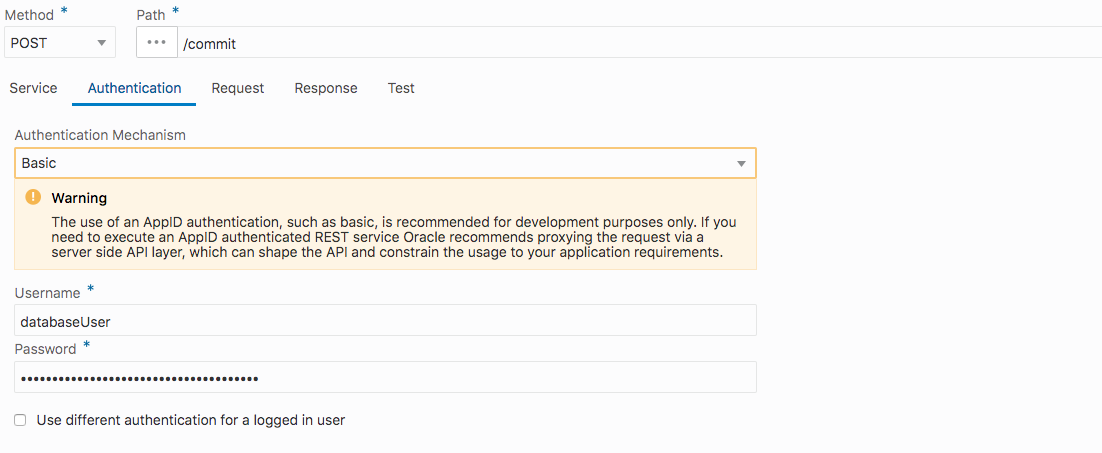 Method *
Path *
POST
••• /commit
Service Authentication Request Response Test
Authentication Mechanism
Basic
Warning
The use of an AppID authentication, such as basic, is recommended for development purposes only. If you
need to execute an AppID authenticated REST service Oracle recommends proxying the request via a
server side API layer, which can shape the API and constrain the usage to your application requirements.
Username *
databaseUser
Password *
••••••••••••••••••••••••••••••••••••••
Use different authentication for a logged in user